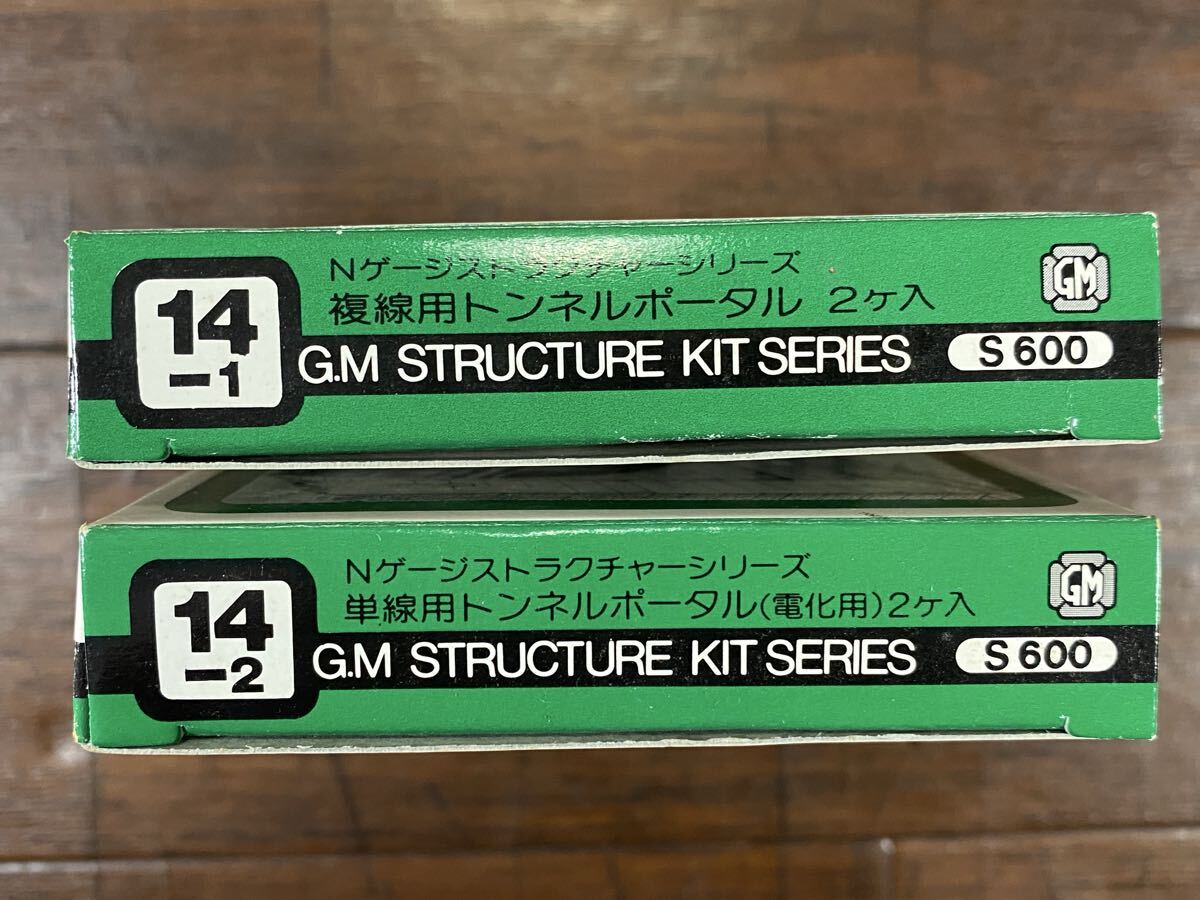 14
-1
Nゲージストラクチャーシリーズ
複線用トンネルポータル 2ヶ入
G.M STRUCTURE KIT SERIES
S 600
GM
14
-2
Nゲージストラクチャーシリーズ
単線用トンネルポータル(電化用)2ヶ入
G.M STRUCTURE KIT SERIES
S 600
GM